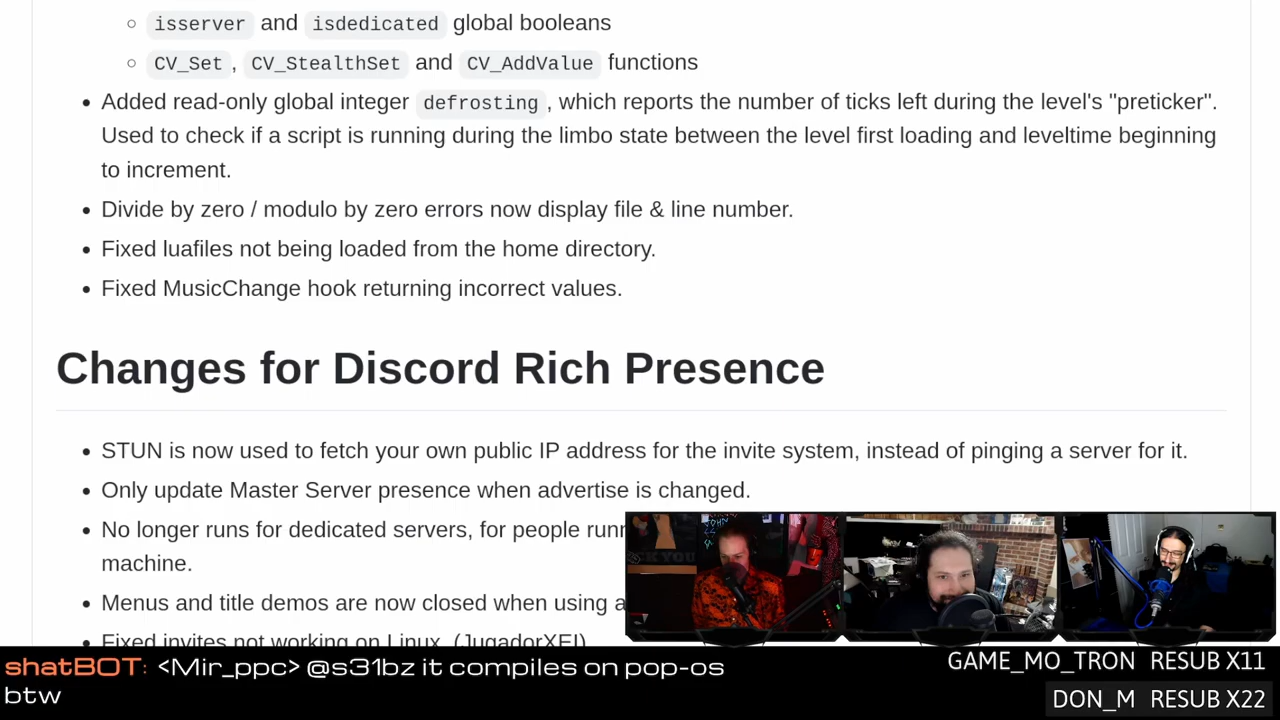 isserver and isdedicated global booleans
CV_Set, CV_StealthSet and CV_AddValue functions
Added read-only global integer defrosting, which reports the number of ticks left during the level's "preticker".
Used to check if a script is running during the limbo state between the level first loading and leveltime beginning
to increment.
Divide by zero / modulo by zero errors now display file & line number.
Fixed luafiles not being loaded from the home directory.
Fixed MusicChange hook returning incorrect values.
Changes for Discord Rich Presence
STUN is now used to fetch your own public IP address for the invite system, instead of pinging a server for it.
Only update Master Server presence when advertise is changed.
No longer runs for dedicated servers, for people runn
machine.
Menus and title demos are now closed when using a
Fixed invites not working on Linux. (JugadorXEI)
shatBOT: <Mir_ppc> @s31bz it compiles on pop-os
btw
GAME_MO_TRON RESUB X11
DON_M RESUB X22